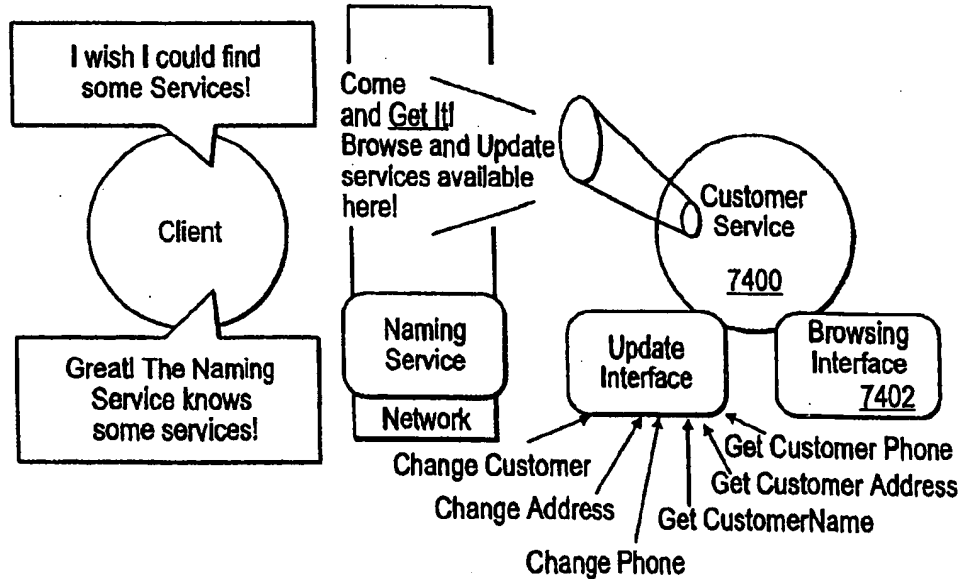 I wish I could find
some Services!
Client
Great! The Naming
Service knows
some services!
Come
and Get It!
Browse and Update
services available
here!
Naming
Service
Network
Customer
Service
7400
Update
Interface
Browsing
Interface
7402
Change Customer
Change Address
Change Phone
Get CustomerName
Get Customer Address
Get Customer Phone